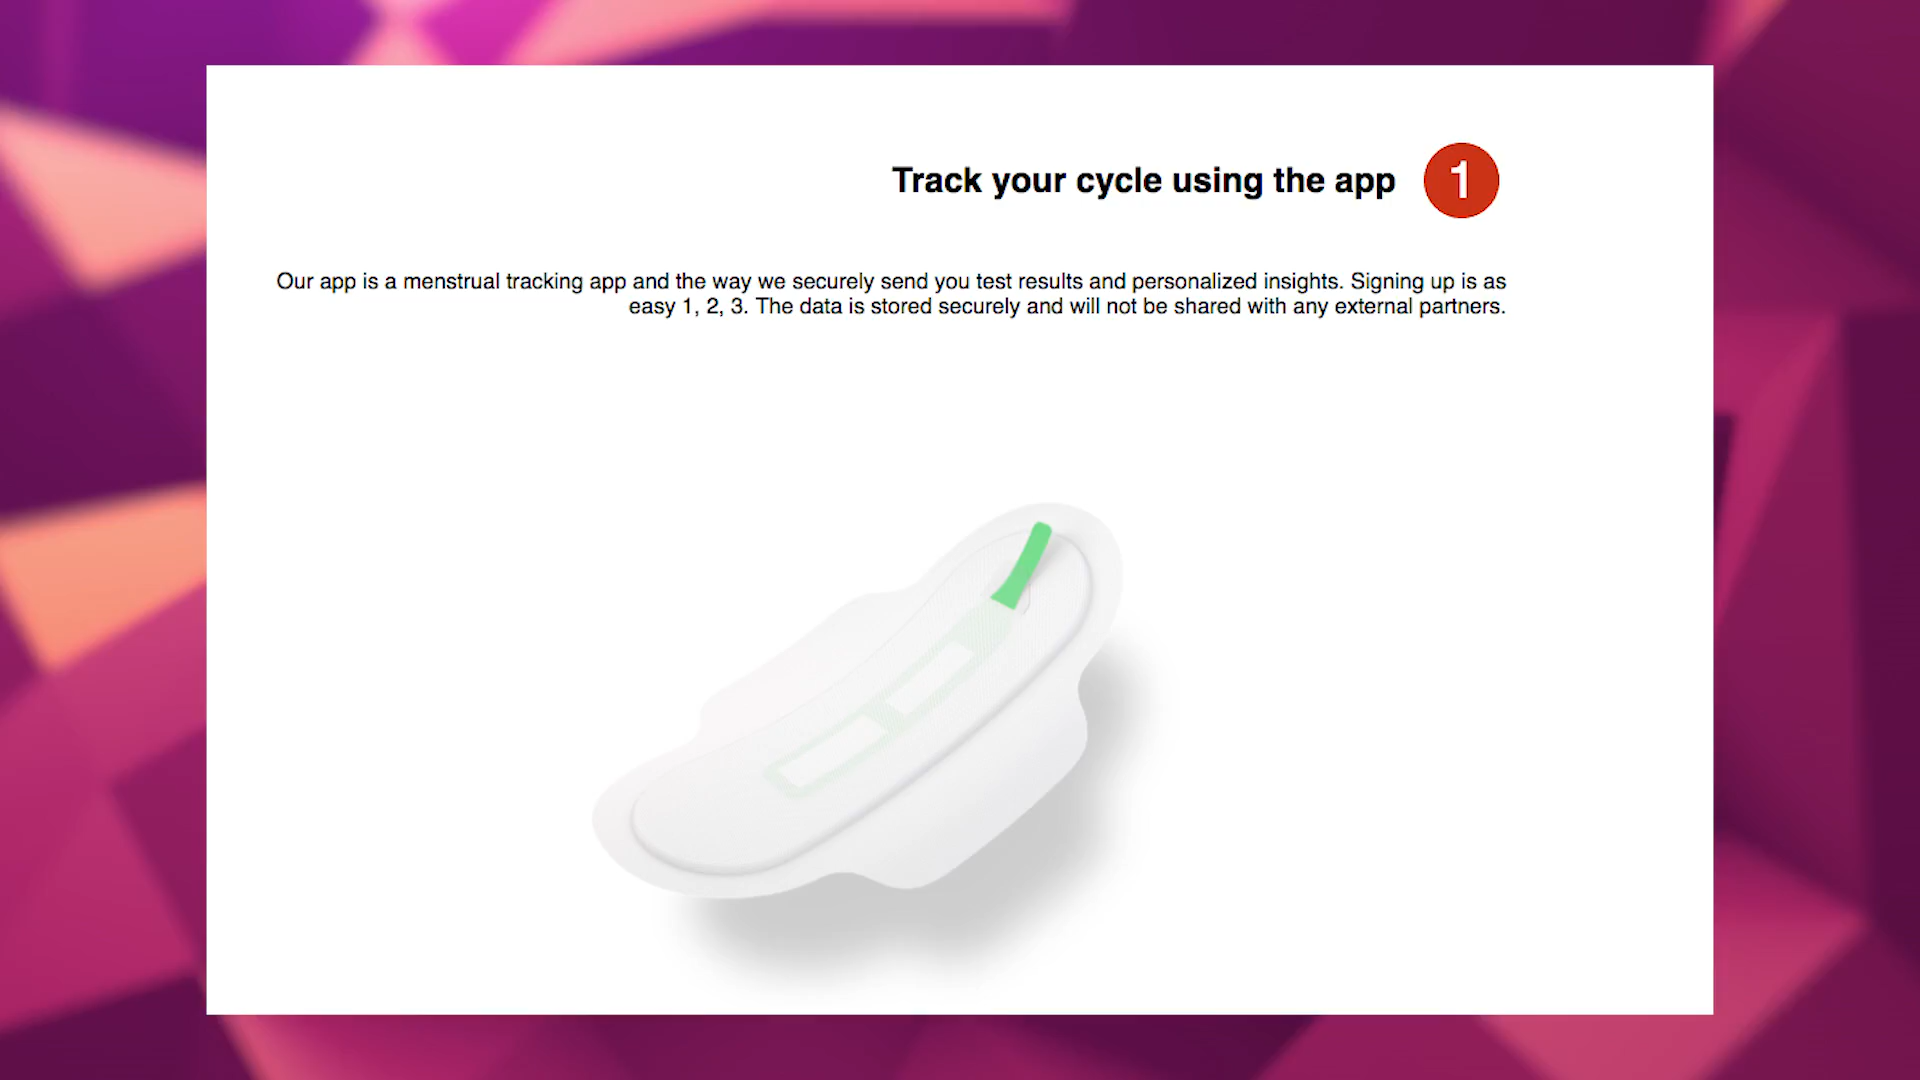 Track your cycle using the app 1
Our app is a menstrual tracking app and the way we securely send you test results and personalized insights. Signing up is as
easy 1, 2, 3. The data is stored securely and will not be shared with any external partners.